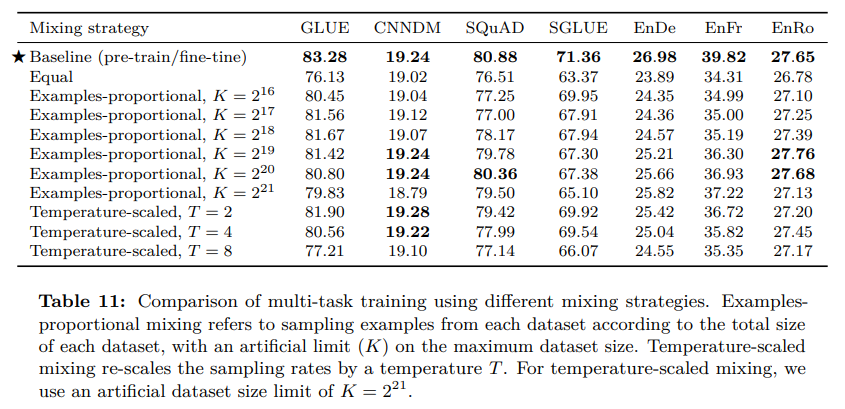 Mixing strategy GLUE CNNDM SQuAD SGLUE EnDe EnFr EnRo
★ Baseline (pre-train/fine-tine) 83.28 19.24 80.88 71.36 26.98 39.82 27.65
Equal 76.13 19.02 76.51 63.37 23.89 34.31 26.78
Examples-proportional, K = 2^16 80.45 19.04 77.25 69.95 24.35 34.99 27.10
Examples-proportional, K = 2^17 81.56 19.12 77.00 67.91 24.36 35.00 27.25
Examples-proportional, K = 2^18 81.67 19.07 78.17 67.94 24.57 35.19 27.39
Examples-proportional, K = 2^19 81.42 19.24 79.78 67.30 25.21 36.30 27.76
Examples-proportional, K = 2^20 80.80 19.24 80.36 67.38 25.66 36.93 27.68
Examples-proportional, K = 2^21 79.83 18.79 79.50 65.10 25.82 37.22 27.13
Temperature-scaled, T = 2 81.90 19.28 79.42 69.92 25.42 36.72 27.20
Temperature-scaled, T = 4 80.56 19.22 77.99 69.54 25.04 35.82 27.45
Temperature-scaled, T = 8 77.21 19.10 77.14 66.07 24.55 35.35 27.17
Table 11: Comparison of multi-task training using different mixing strategies. Examples-
proportional mixing refers to sampling examples from each dataset according to the total size
of each dataset, with an artificial limit (K) on the maximum dataset size. Temperature-scaled
mixing re-scales the sampling rates by a temperature T. For temperature-scaled mixing, we
use an artificial dataset size limit of K = 2^21.